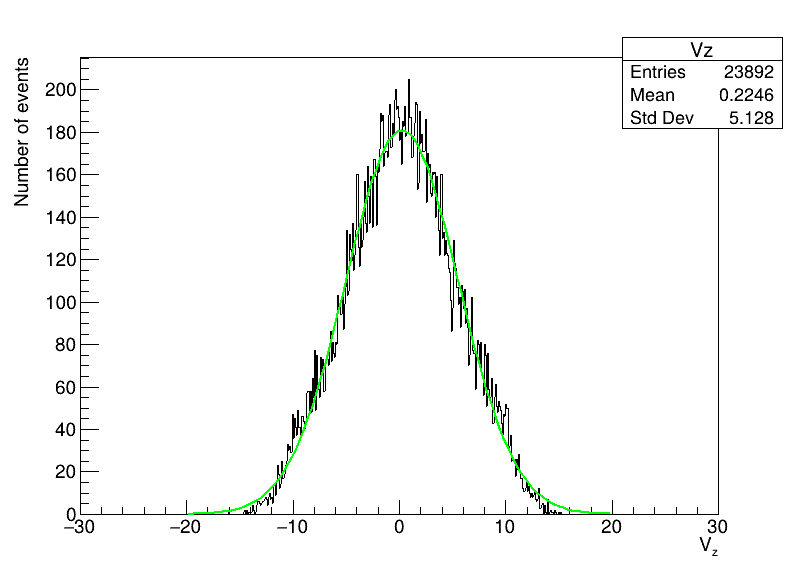 Vz
Entries 23892
Mean 0.2246
Std Dev 5.128
Number of events
200
180
160
140
120
100
80
60
40
20
0
−30 −20 −10 0 10 20 30
Vz